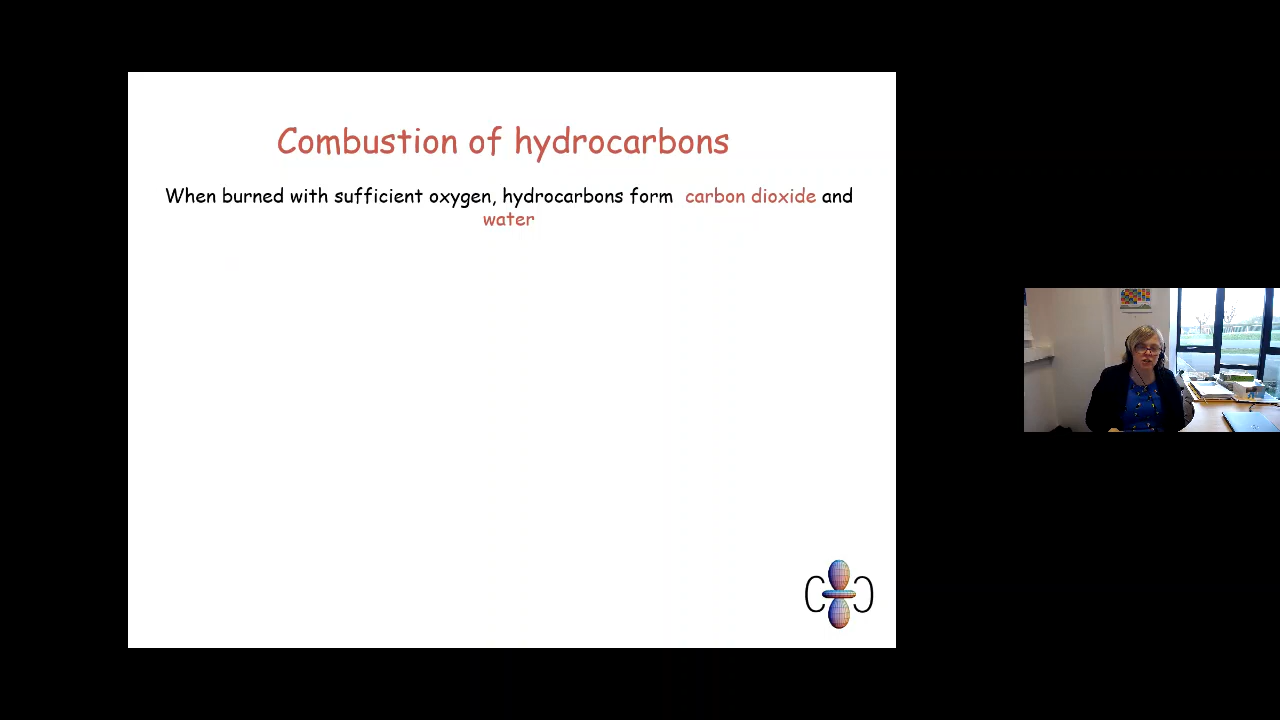 Combustion of hydrocarbons
When burned with sufficient oxygen, hydrocarbons form carbon dioxide and
water